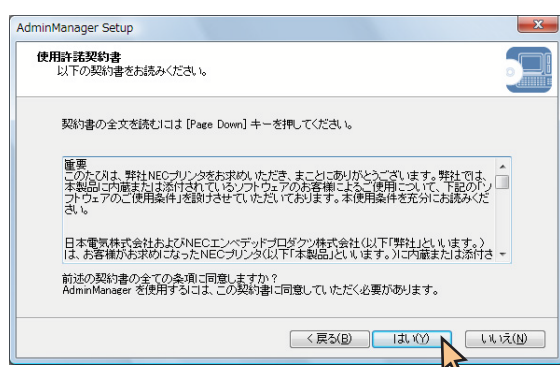 AdminManager Setup
使用許諾契約書
以下の契約書をお読みください。
契約書の全文を読むには [Page Down] キーを押してください。
重要
このたびは、弊社NECプリンタをお求めいただき、まことにありがとうございます。弊社では、
本製品に内蔵または添付されているソフトウェアのお客様によるご使用について、下記の「ソ
フトウェアのご使用条件」を設けさせていただいております。本使用条件を充分にお読みくだ
さい。
日本電気株式会社およびNECエンベデッドプロダクツ株式会社(以下「弊社」といいます。)
は、お客様がお求めになったNECプリンタ(以下「本製品」といいます。)に内蔵または添付さ
前述の契約書の全ての条項に同意しますか?
AdminManager を使用するには、この契約書に同意していただく必要があります。
< 戻る(B) はい(Y) いいえ(N)